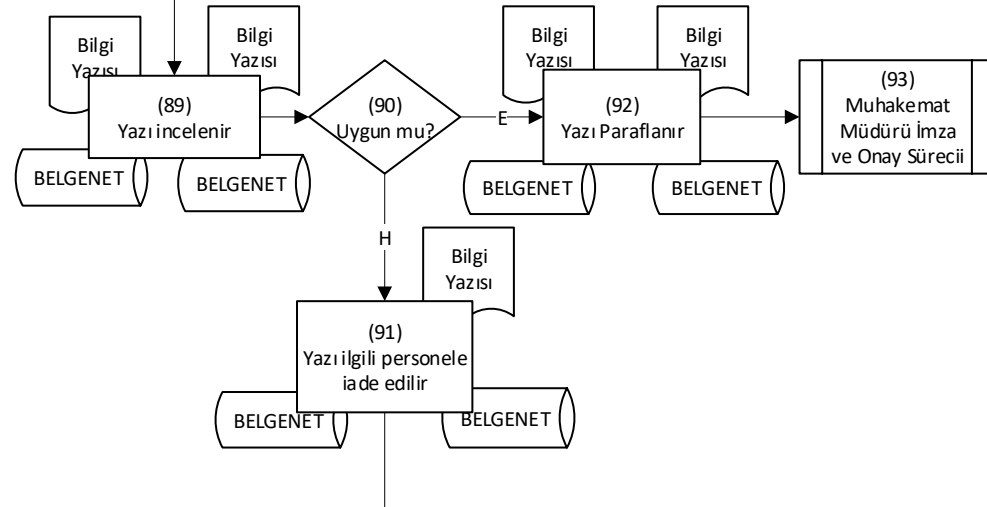 Bilgi
Yazısı
Bilgi
Yazısı
(89)
Yazı incelenir
BELGENET
BELGENET
(90)
Uygun mu?
E
H
Bilgi
Yazısı
Bilgi
Yazısı
(92)
Yazı Paraflanır
BELGENET
BELGENET
(93)
Muhakemat
Müdürü İmza
ve Onay Sürecii
Bilgi
Yazısı
(91)
Yazı ilgili personele
iade edilir
BELGENET
BELGENET